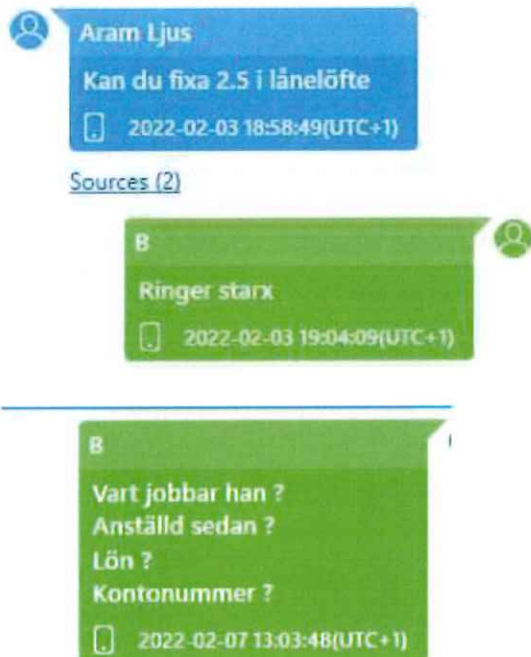 Aram Ljus
Kan du fixa 2.5 i lånelöfte
2022-02-03 18:58:49(UTC+1)
Sources (2)
B
Ringer starx
2022-02-03 19:04:09(UTC+1)
B
Vart jobbar han ?
Anställd sedan ?
Lön ?
Kontonummer ?
2022-02-07 13:03:48(UTC+1)